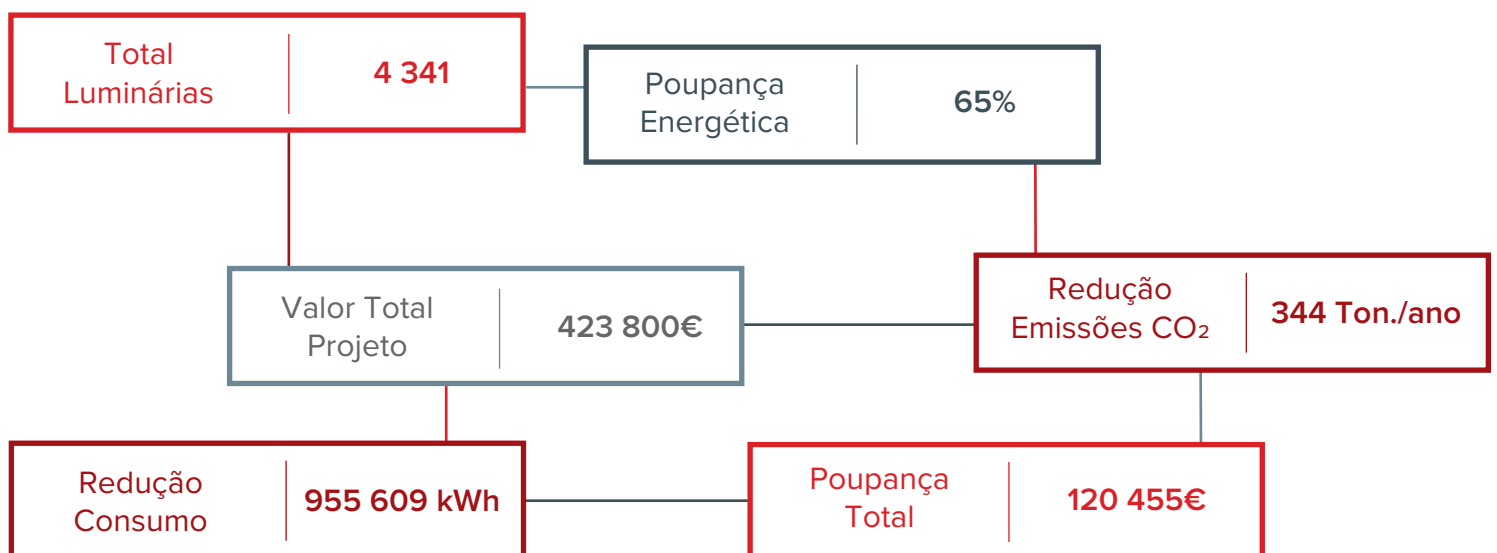 Total
Luminárias
4 341
Poupança
Energética
65%
Valor Total
Projeto
423 800€
Redução
Emissões CO₂
344 Ton./ano
Redução
Consumo
955 609 kWh
Poupança
Total
120 455€